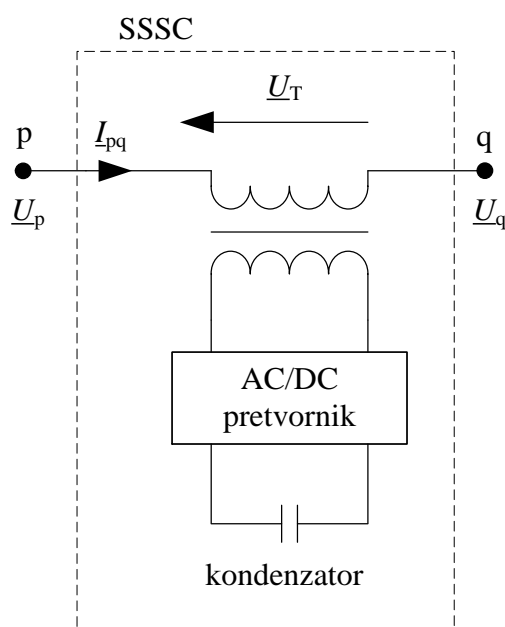 SSSC
U_T
p
I_pq
q
U_p
U_q
AC/DC
pretvornik
kondenzator